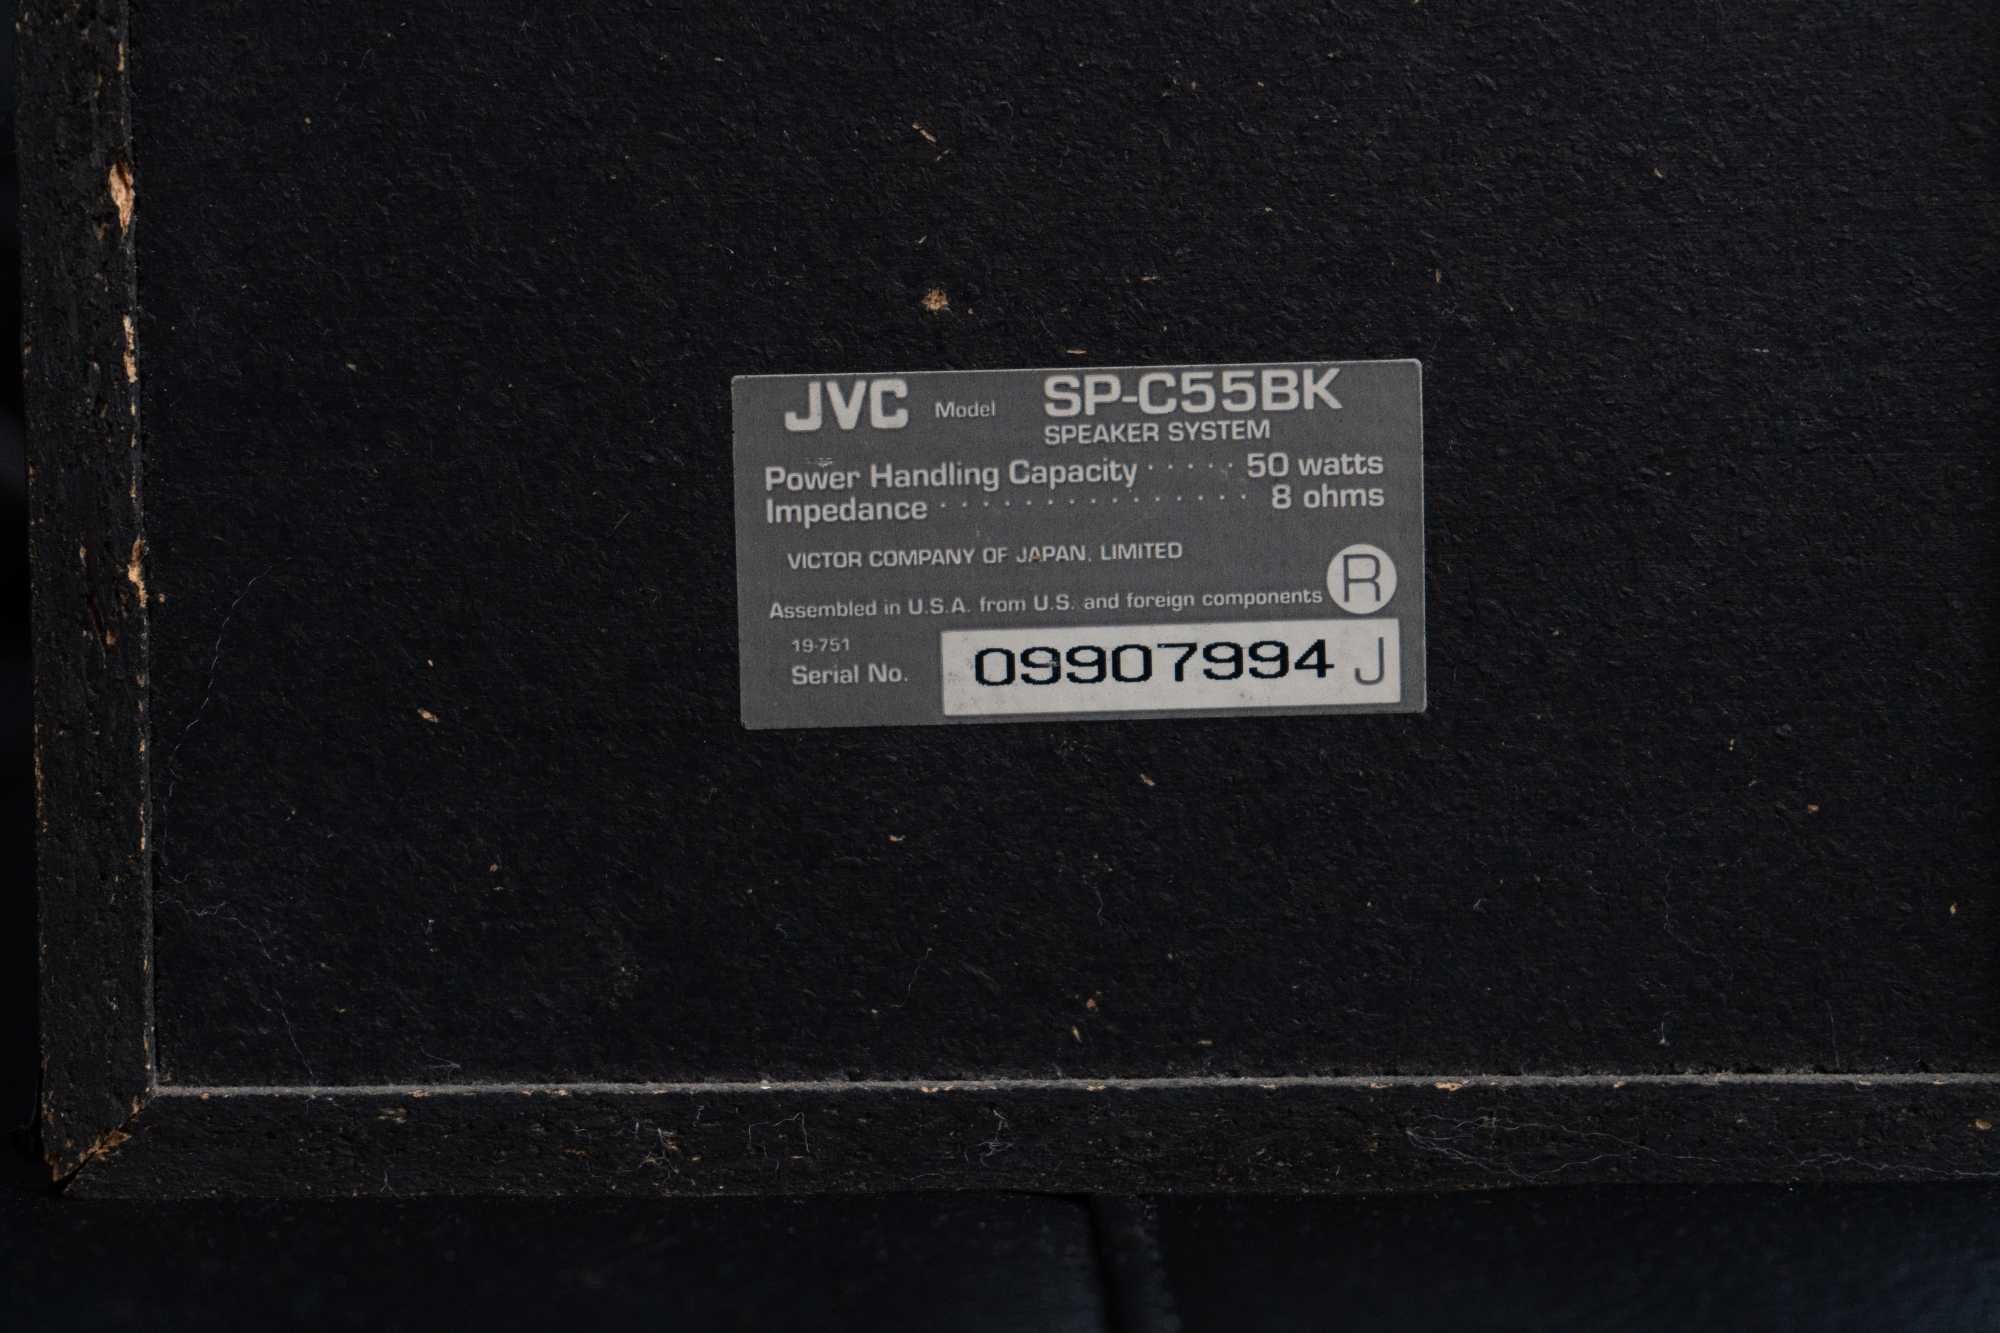 JVC Model SP-C55BK
SPEAKER SYSTEM
Power Handling Capacity · · · · · 50 watts
Impedance · · · · · · · · · · · · · · · 8 ohms
VICTOR COMPANY OF JAPAN, LIMITED
Assembled in U.S.A. from U.S. and foreign components R
19-751
Serial No. 09907994 J